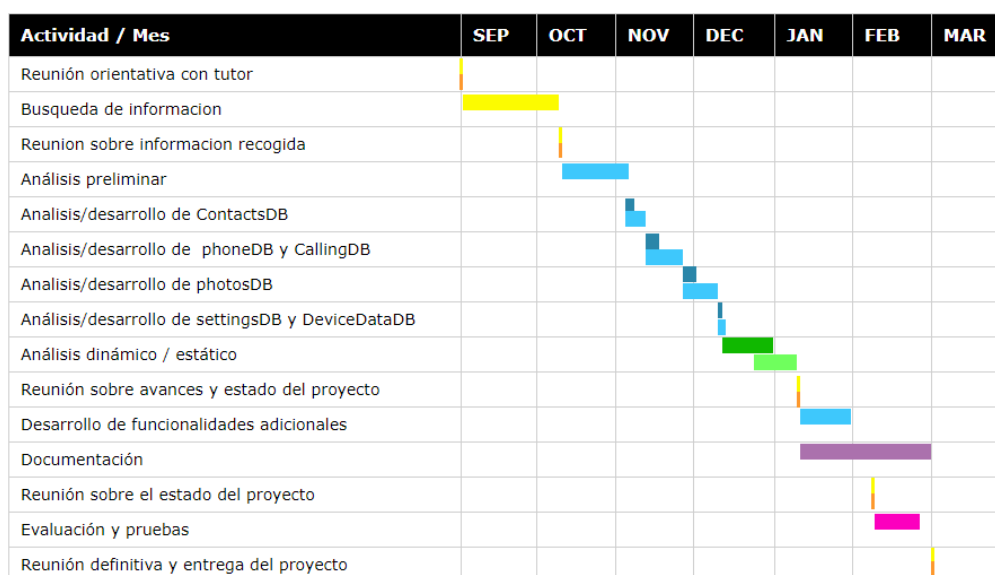 Actividad / Mes SEP OCT NOV DEC JAN FEB MAR
Reunión orientativa con tutor
Busqueda de informacion
Reunion sobre informacion recogida
Análisis preliminar
Analisis/desarrollo de ContactsDB
Analisis/desarrollo de  phoneDB y CallingDB
Analisis/desarrollo de photosDB
Análisis/desarrollo de settingsDB y DeviceDataDB
Análisis dinámico / estático
Reunión sobre avances y estado del proyecto
Desarrollo de funcionalidades adicionales
Documentación
Reunión sobre el estado del proyecto
Evaluación y pruebas
Reunión definitiva y entrega del proyecto